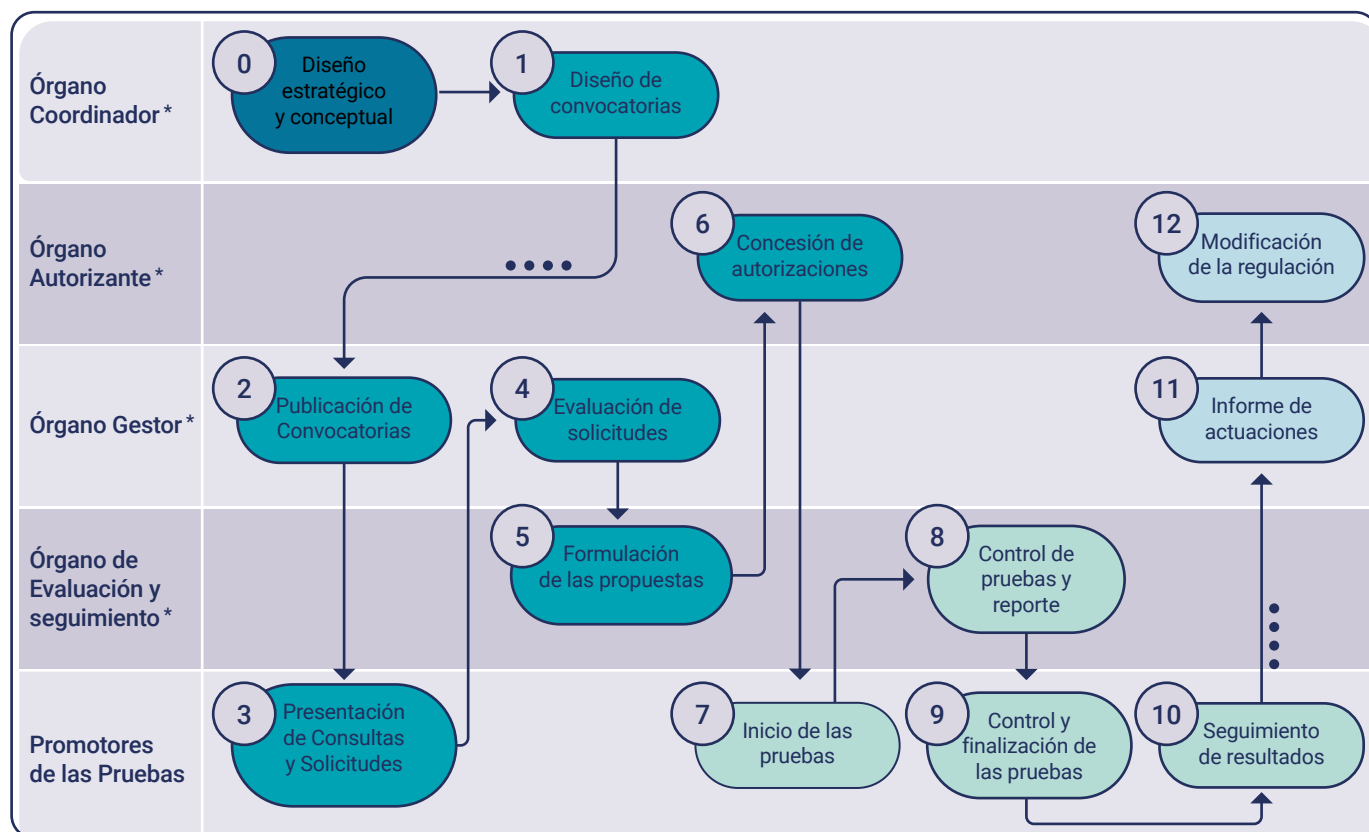 Órgano
Coordinador *
0
Diseño
estratégico
y conceptual
1
Diseño de
convocatorias
Órgano
Autorizante *
6
Concesión de
autorizaciones
12
Modificación
de la regulación
Órgano Gestor *
2
Publicación de
Convocatorias
4
Evaluación de
solicitudes
11
Informe de
actuaciones
Órgano de
Evaluación y
seguimiento *
5
Formulación
de las propuestas
8
Control de
pruebas y
reporte
Promotores
de las Pruebas
3
Presentación
de Consultas
y Solicitudes
7
Inicio de las
pruebas
9
Control y
finalización de
las pruebas
10
Seguimiento
de resultados